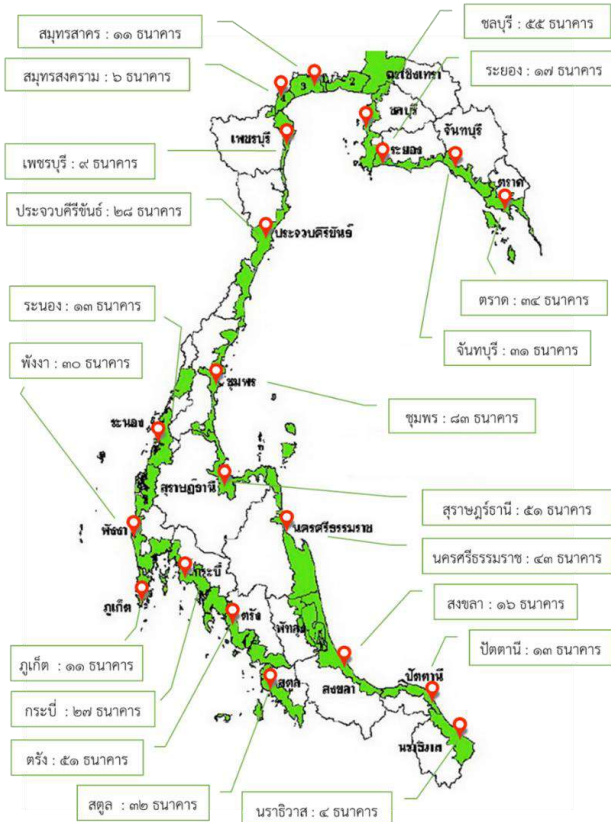 สมุทรสาคร : ๑๑ ธนาคาร
ชลบุรี : ๕๕ ธนาคาร
สมุทรสงคราม : ๖ ธนาคาร
ระยอง : ๑๗ ธนาคาร
ฉะเชิงเทรา
2
3
4
ชลบุรี
จันทบุรี
เพชรบุรี
ระยอง
เพชรบุรี : ๙ ธนาคาร
ตราด
ประจวบคีรีขันธ์ : ๒๘ ธนาคาร
ประจวบคีรีขันธ์
ตราด : ๓๔ ธนาคาร
ระนอง : ๑๓ ธนาคาร
จันทบุรี : ๓๑ ธนาคาร
พังงา : ๓๐ ธนาคาร
ชุมพร
ชุมพร : ๘๓ ธนาคาร
ระนอง
สุราษฎร์ธานี
สุราษฎร์ธานี : ๕๑ ธนาคาร
พังงา
นครศรีธรรมราช
นครศรีธรรมราช : ๔๓ ธนาคาร
กระบี่
ภูเก็ต
สงขลา : ๑๖ ธนาคาร
ตรัง
พัทลุง
ปัตตานี : ๑๓ ธนาคาร
ภูเก็ต : ๑๑ ธนาคาร
สตูล
สงขลา
ปัตตานี
กระบี่ : ๒๗ ธนาคาร
นราธิวาส
ตรัง : ๕๑ ธนาคาร
สตูล : ๓๒ ธนาคาร
นราธิวาส : ๔ ธนาคาร